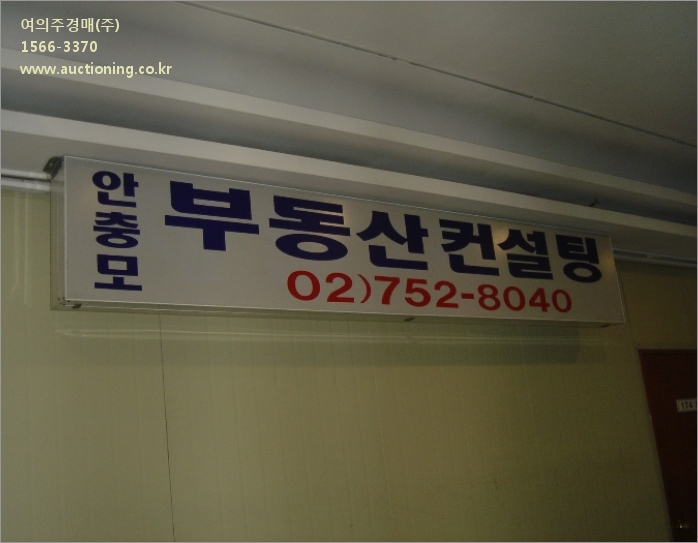 여의주경매(주)
1566-3370
www.auctioning.co.kr
안충모
부동산컨설팅
02)752-8040